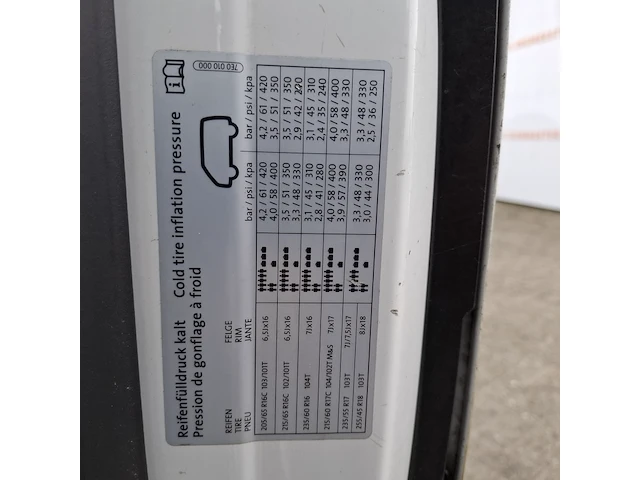 Reifenfülldruck kalt Cold tire inflation pressure
Pression de gonflage à froid
7E0 010 000
REIFEN FELGE
TIRE RIM
PNEU JANTE bar / psi / kpa bar / psi / kpa
205/65 R16C 103/101T 6,5Jx16 4,2 / 61 / 420 4,2 / 61 / 420
4,0 / 58 / 400 3,5 / 51 / 350
215/65 R16C 102/101T 6,5Jx16 3,5 / 51 / 350 3,5 / 51 / 350
3,3 / 48 / 330 2,9 / 42 /
235/60 R16 104T 7Jx16 3,1 / 45 / 310 3,1 / 45 / 310
2,8 / 41 / 280 2,4 / 35 / 240
215/60 R17C 104/102T M&S 7Jx17 4,0 / 58 / 400 4,0 / 58 / 400
3,9 / 57 / 390 3,3 / 48 / 330
235/55 R17 103T 7J/7,5Jx17
255/45 R18 103T 8Jx18 3,3 / 48 / 330 3,3 / 48 / 330
3,0 / 44 / 300 2,5 / 36 / 250